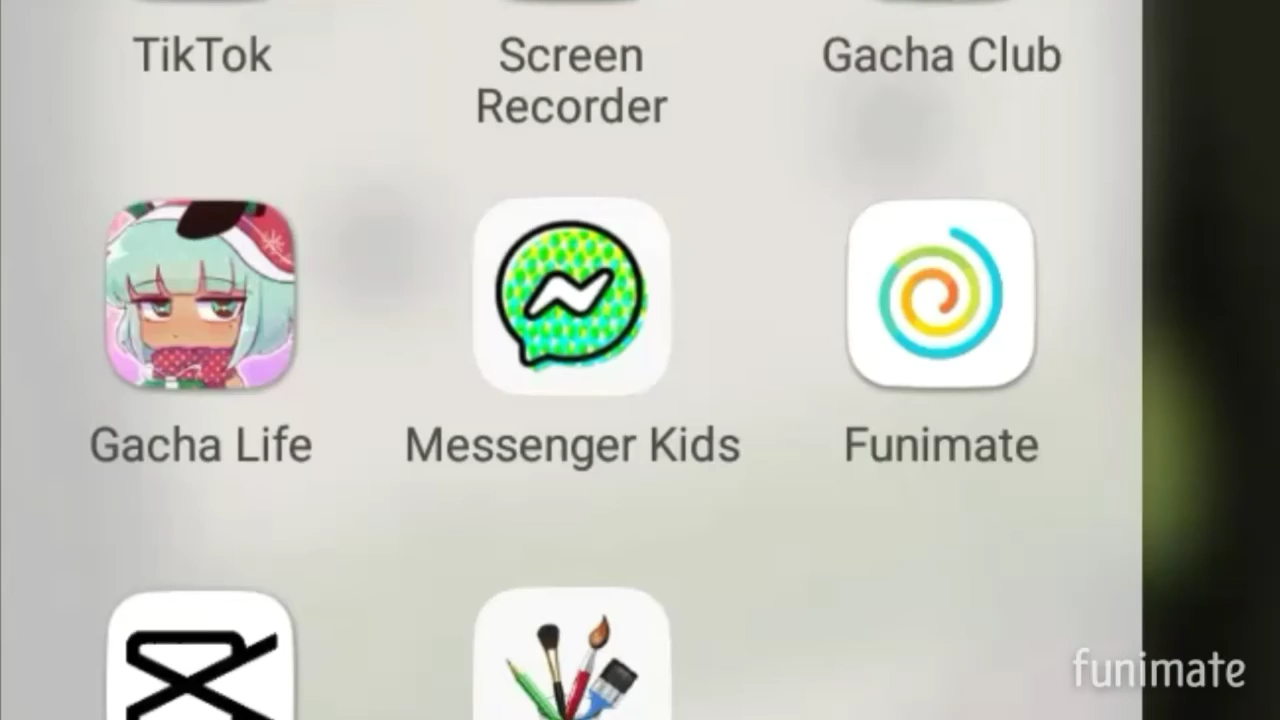 TikTok
Screen
Recorder
Gacha Club
Gacha Life
Messenger Kids
Funimate
funimate